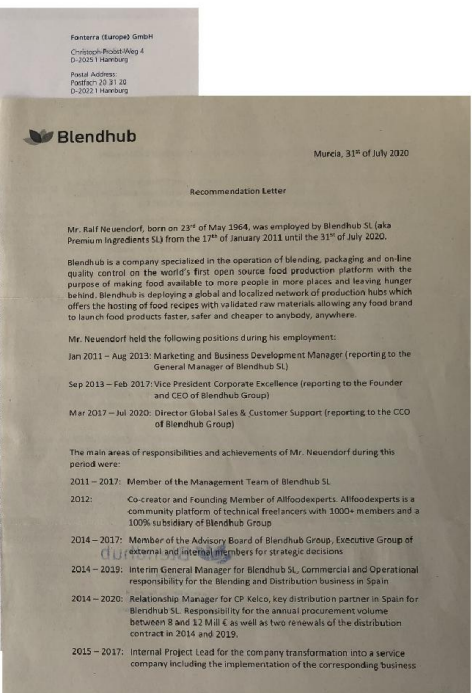 Fonterra (Europe) GmbH
Christoph-Probst-Weg 4
D-20251 Hamburg
Postal Address:
Postfach 20 31 20
D-20221 Hamburg
Blendhub
Murcia, 31st of July 2020
Recommendation Letter
Mr. Ralf Neuendorf, born on 23rd of May 1964, was employed by Blendhub SL (aka
Premium Ingredients SL) from the 17th of January 2011 until the 31st of July 2020.
Blendhub is a company specialized in the operation of blending, packaging and on-line
quality control on the world's first open source food production platform with the
purpose of making food available to more people in more places and leaving hunger
behind. Blendhub is deploying a global and localized network of production hubs which
offers the hosting of food recipes with validated raw materials allowing any food brand
to launch food products faster, safer and cheaper to anybody, anywhere.
Mr. Neuendorf held the following positions during his employment:
Jan 2011 – Aug 2013: Marketing and Business Development Manager (reporting to the
General Manager of Blendhub SL)
Sep 2013 – Feb 2017: Vice President Corporate Excellence (reporting to the Founder
and CEO of Blendhub Group)
Mar 2017 – Jul 2020: Director Global Sales & Customer Support (reporting to the CCO
of Blendhub Group)
The main areas of responsibilities and achievements of Mr. Neuendorf during this
period were:
2011 – 2017: Member of the Management Team of Blendhub SL
2012: Co-creator and Founding Member of Allfoodexperts. Allfoodexperts is a
community platform of technical freelancers with 1000+ members and a
100% subsidiary of Blendhub Group
2014 – 2017: Member of the Advisory Board of Blendhub Group, Executive Group of
external and internal members for strategic decisions
2014 – 2019: Interim General Manager for Blendhub SL, Commercial and Operational
responsibility for the Blending and Distribution business in Spain
2014 – 2020: Relationship Manager for CP Kelco, key distribution partner in Spain for
Blendhub SL. Responsibility for the annual procurement volume
between 8 and 12 Mill € as well as two renewals of the distribution
contract in 2014 and 2019.
2015 – 2017: Internal Project Lead for the company transformation into a service
company including the implementation of the corresponding business